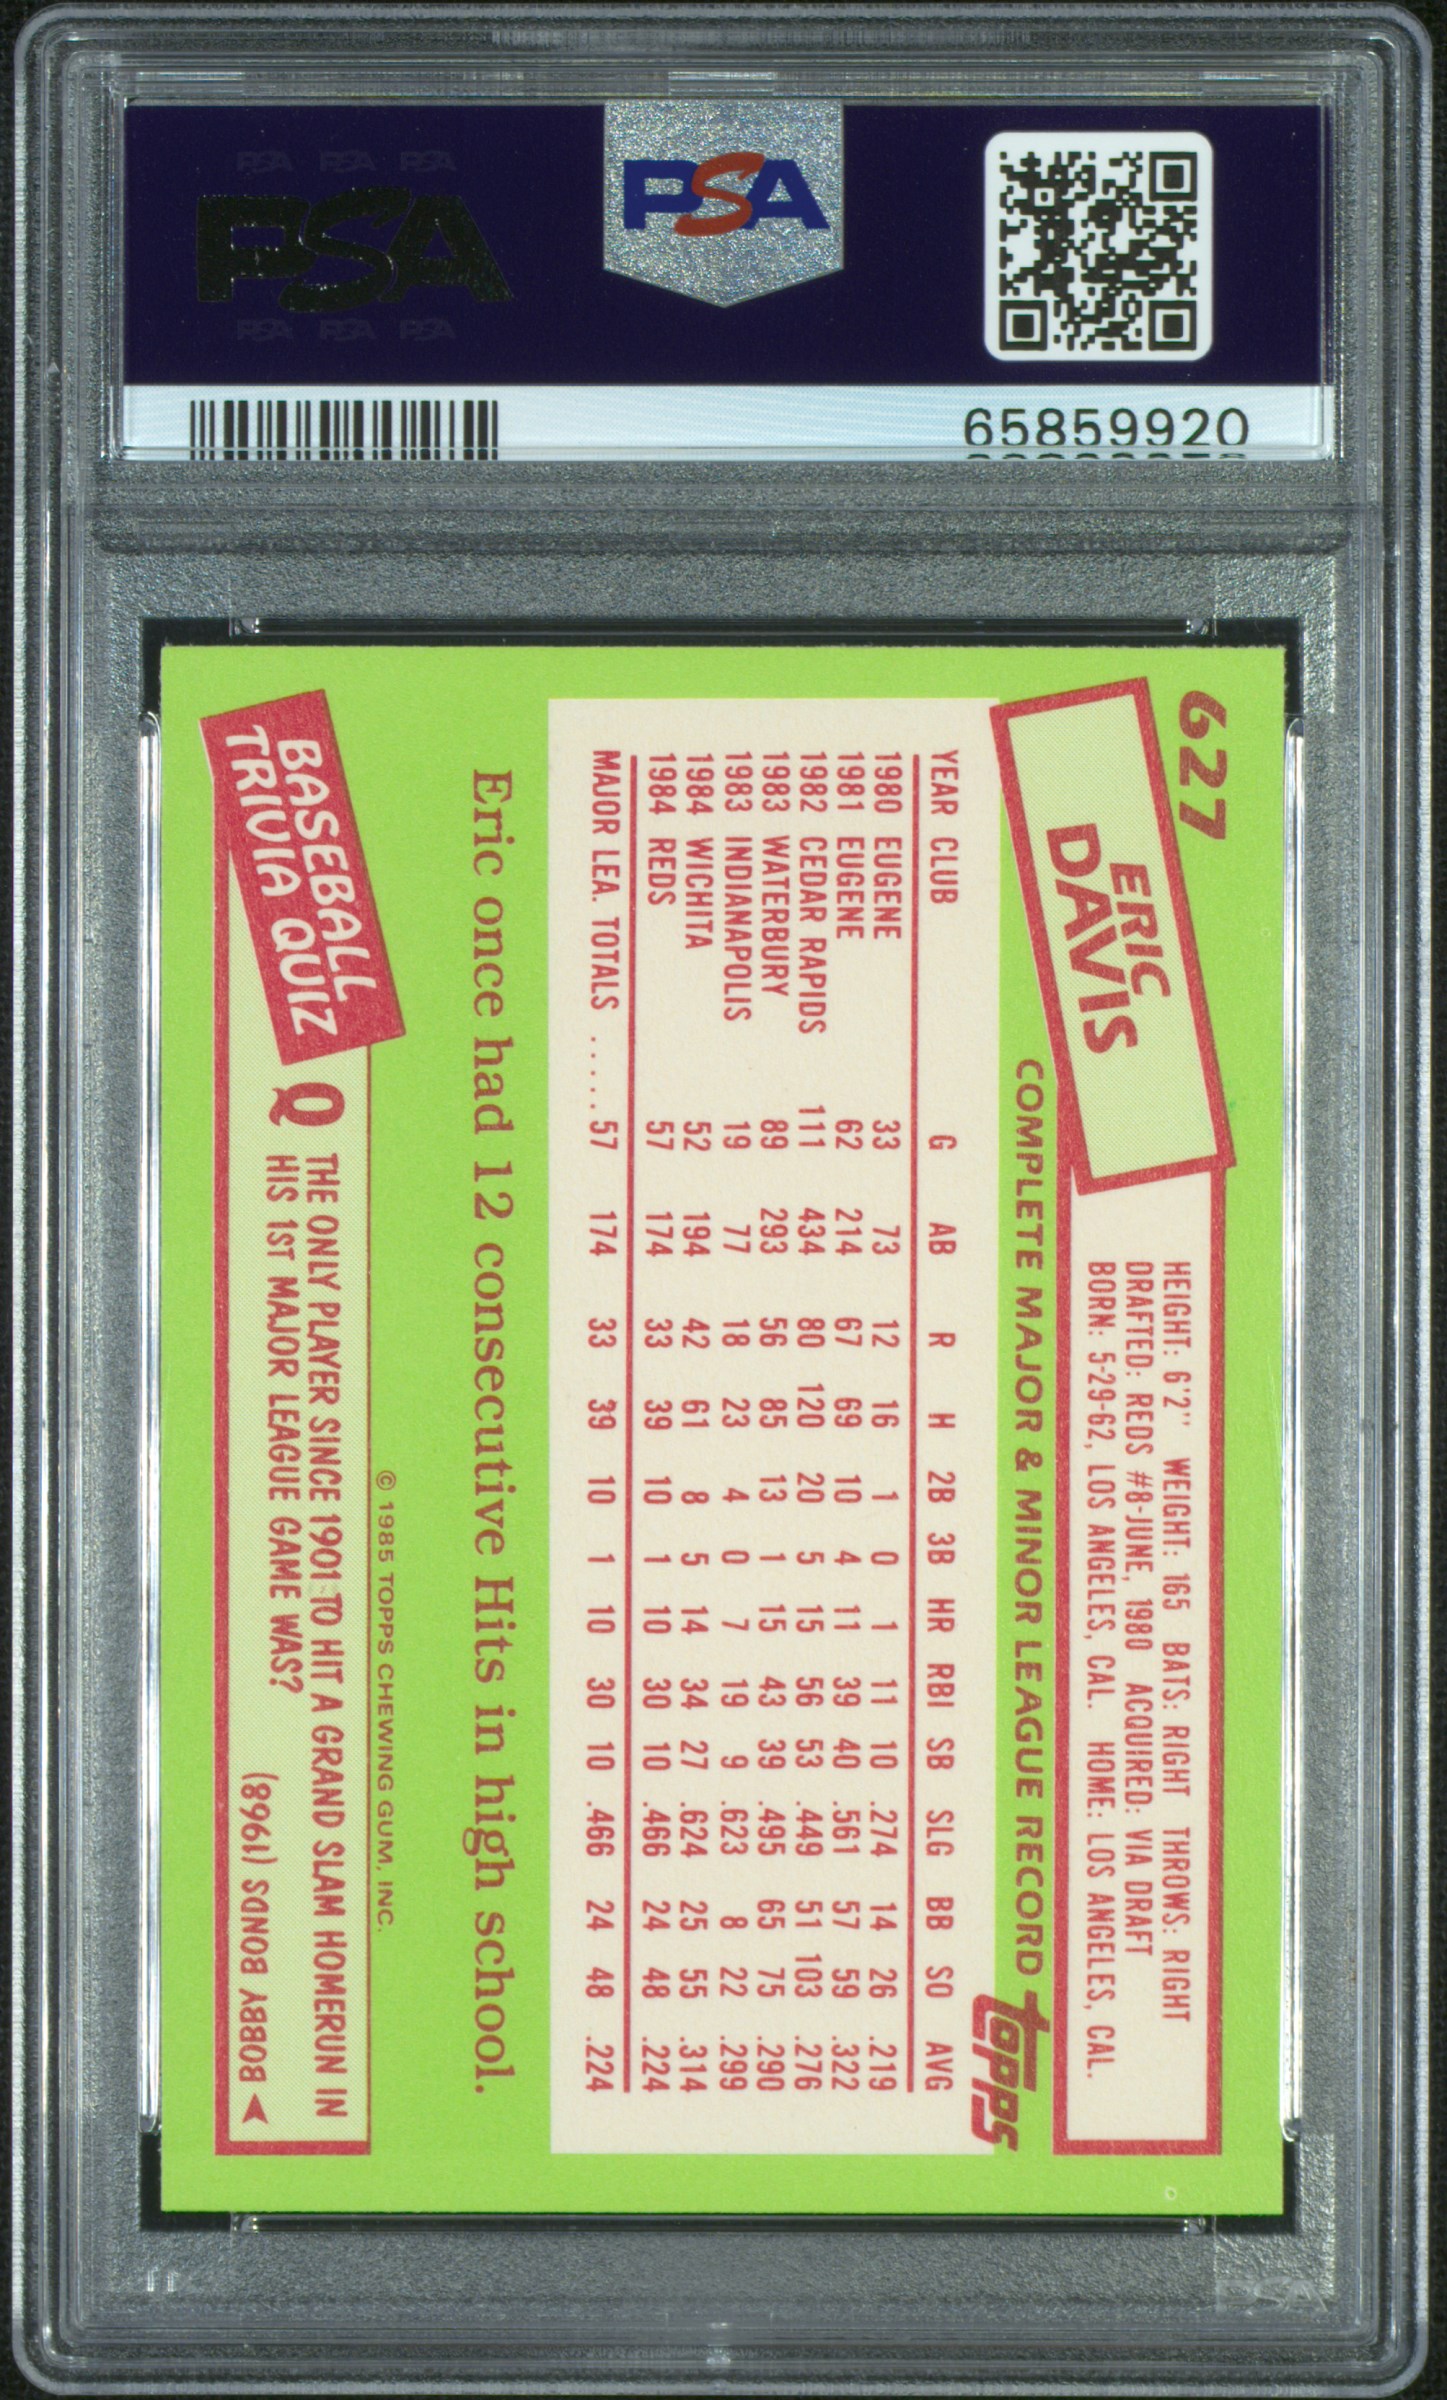 PSA PSA PSA
PSA
PSA PSA PSA
PSA
65859920
627
ERIC
DAVIS
HEIGHT: 6'2" WEIGHT: 165 BATS: RIGHT THROWS: RIGHT
DRAFTED: REDS #8-JUNE, 1980 ACQUIRED: VIA DRAFT
BORN: 5-29-62, LOS ANGELES, CAL. HOME: LOS ANGELES, CAL.
COMPLETE MAJOR & MINOR LEAGUE RECORD
topps
YEAR CLUB G AB R H 2B 3B HR RBI SB SLG BB SO AVG
1980 EUGENE 33 73 12 16 1 0 1 11 10 .274 14 26 .219
1981 EUGENE 62 214 67 69 10 4 11 39 40 .561 57 59 .322
1982 CEDAR RAPIDS 111 434 80 120 20 5 15 56 53 .449 51 103 .276
1983 WATERBURY 89 293 56 85 13 1 15 43 39 .495 65 75 .290
1983 INDIANAPOLIS 19 77 18 23 4 0 7 19 9 .623 8 22 .299
1984 WICHITA 52 194 42 61 8 5 14 34 27 .624 25 55 .314
1984 REDS 57 174 33 39 10 1 10 30 10 .466 24 48 .224
MAJOR LEA. TOTALS ..... 57 174 33 39 10 1 10 30 10 .466 24 48 .224
Eric once had 12 consecutive Hits in high school.
© 1985 TOPPS CHEWING GUM, INC.
BASEBALL
TRIVIA QUIZ
Q THE ONLY PLAYER SINCE 1901 TO HIT A GRAND SLAM HOMERUN IN
HIS 1ST MAJOR LEAGUE GAME WAS?
BOBBY BONDS (1968)
PSA